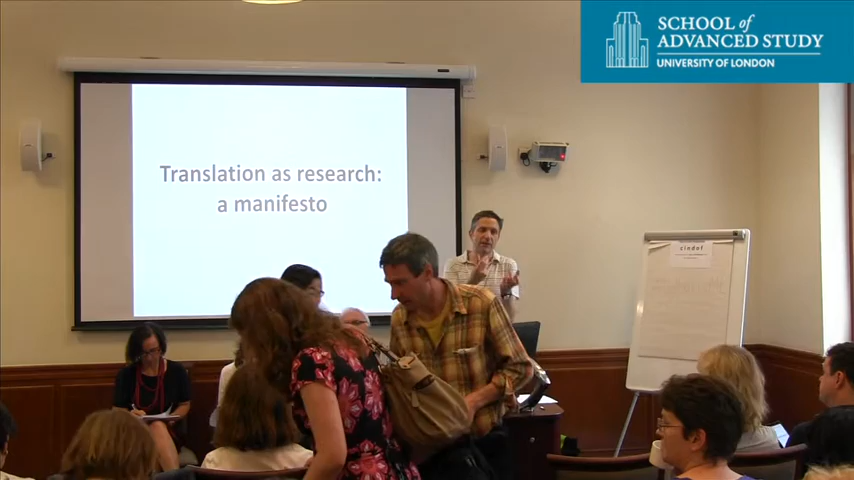 SCHOOL of
ADVANCED STUDY
UNIVERSITY OF LONDON
Translation as research:
a manifesto